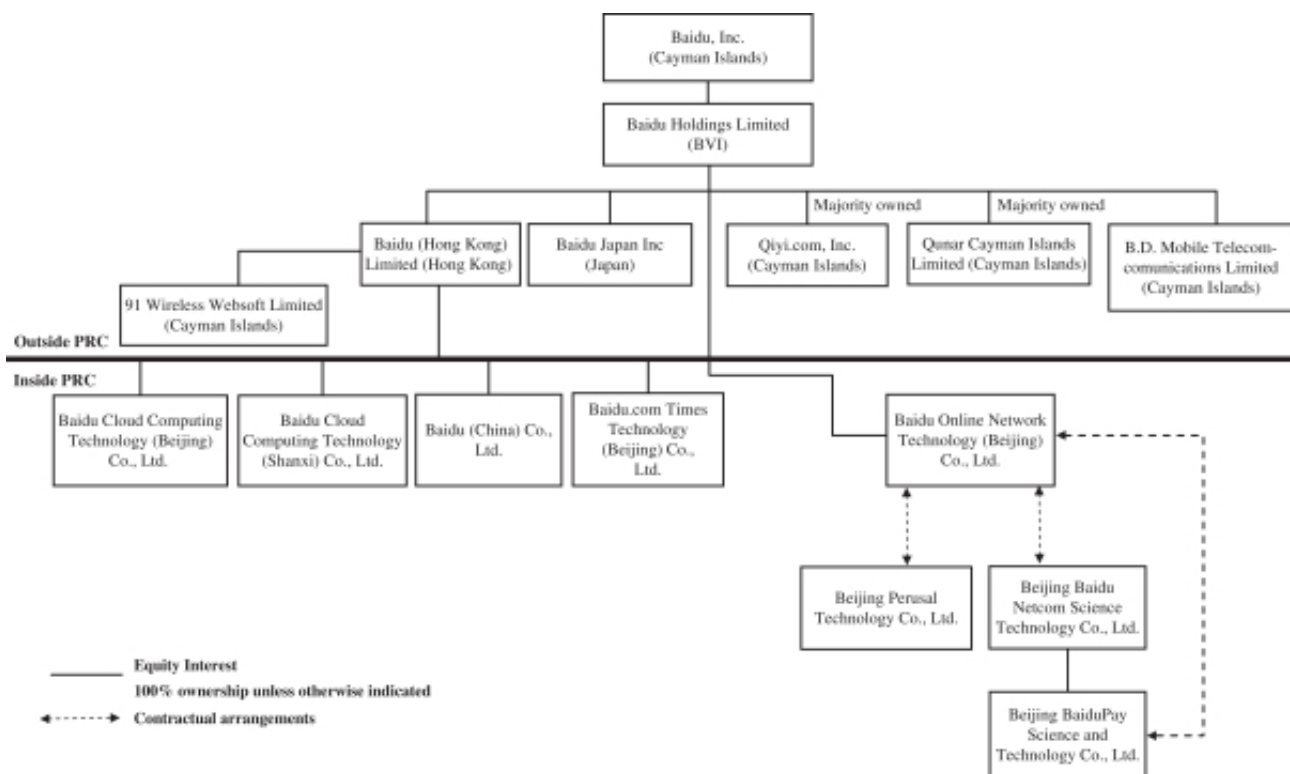 Baidu, Inc.
(Cayman Islands)
Baidu Holdings Limited
(BVI)
Majority owned
Majority owned
Baidu (Hong Kong)
Limited (Hong Kong)
Baidu Japan Inc
(Japan)
Qiyi.com, Inc.
(Cayman Islands)
Qunar Cayman Islands
Limited (Cayman Islands)
B.D. Mobile Telecom-
comunications Limited
(Cayman Islands)
91 Wireless Websoft Limited
(Cayman Islands)
Outside PRC
Inside PRC
Baidu Cloud Computing
Technology (Beijing)
Co., Ltd.
Baidu Cloud
Computing Technology
(Shanxi) Co., Ltd.
Baidu (China) Co.,
Ltd.
Baidu.com Times
Technology
(Beijing) Co.,
Ltd.
Baidu Online Network
Technology (Beijing)
Co., Ltd.
Beijing Perusal
Technology Co., Ltd.
Beijing Baidu
Netcom Science
Technology Co., Ltd.
Beijing BaiduPay
Science and
Technology Co., Ltd.
Equity Interest
100% ownership unless otherwise indicated
Contractual arrangements